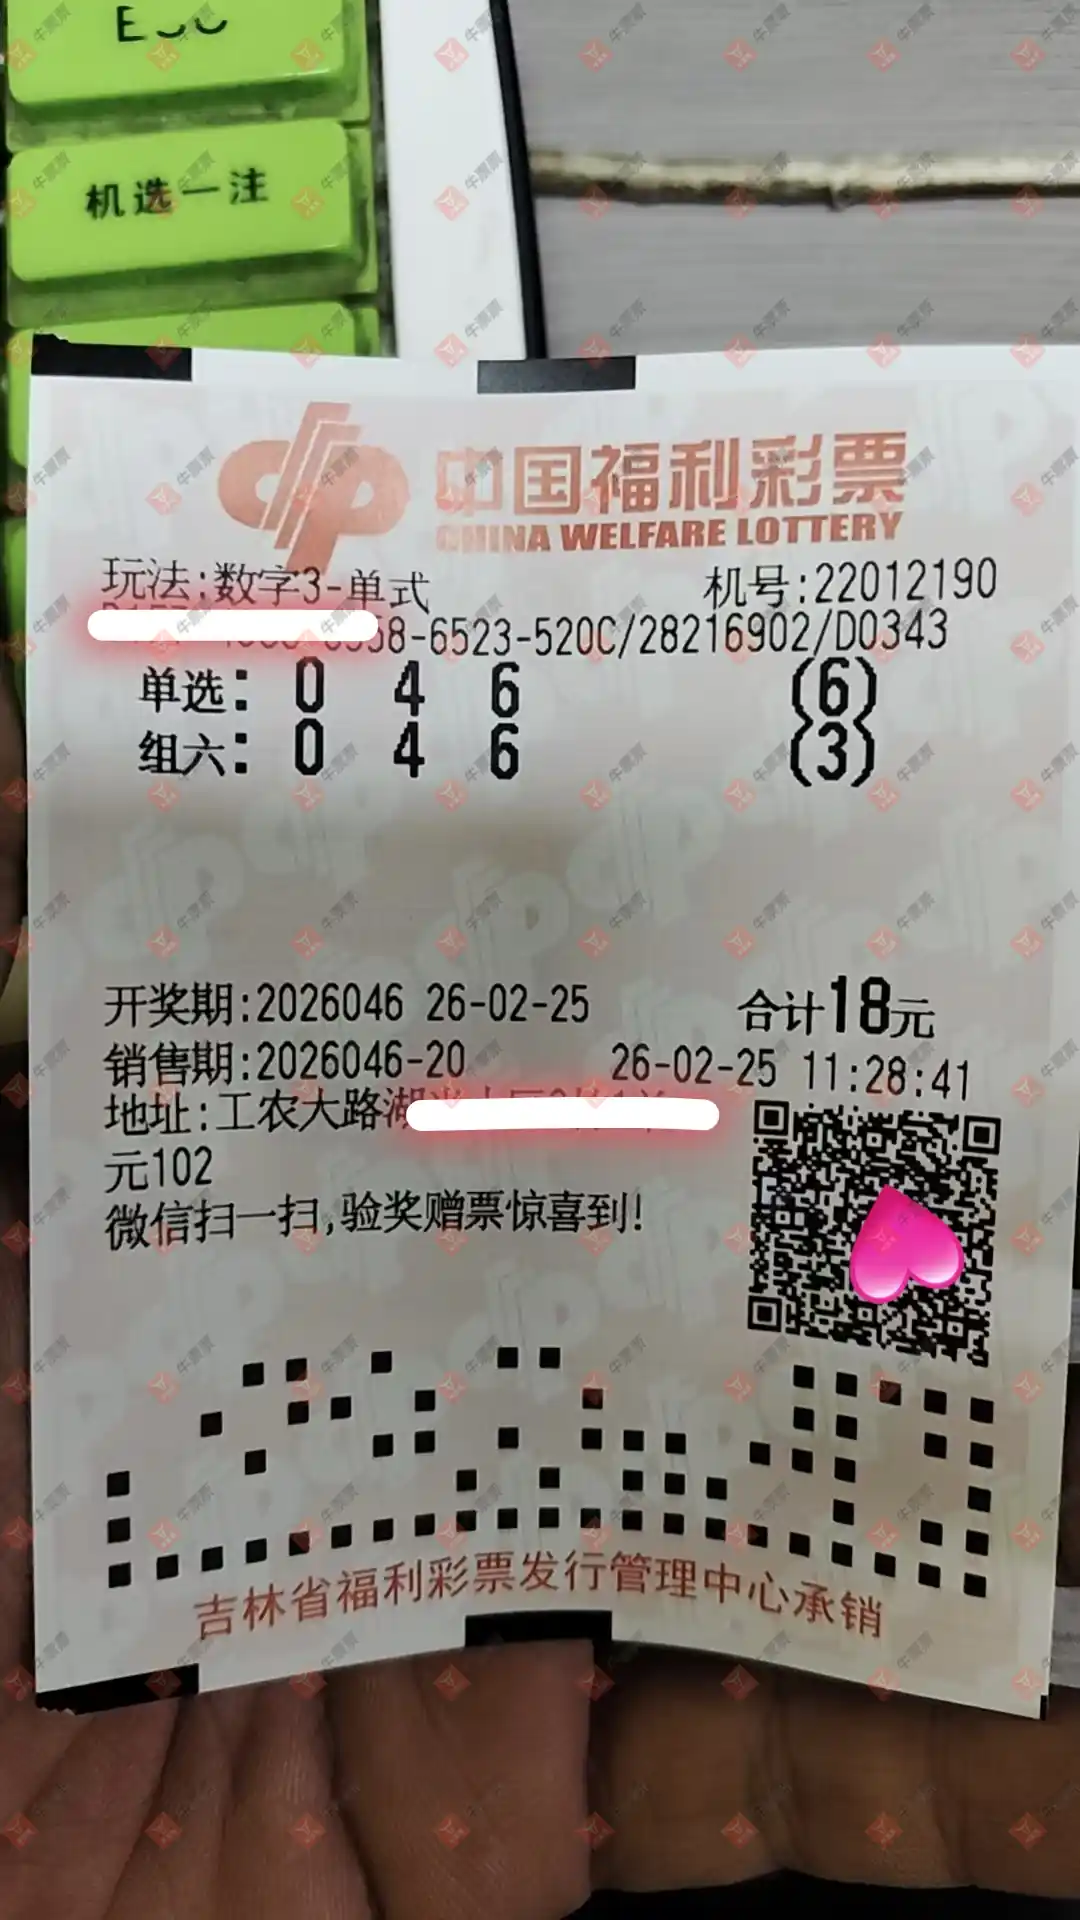 机选一注
中国福利彩票
CHINA WELFARE LOTTERY
玩法:数字3-单式 机号:22012190
58-6523-520C/28216902/D0343
单选: 0 4 6 (6)
组六: 0 4 6 (3)
开奖期:2026046 26-02-25 合计18元
销售期:2026046-20 26-02-25 11:28:41
地址:工农大路湖
元102
微信扫一扫,验奖赠票惊喜到!
吉林省福利彩票发行管理中心承销